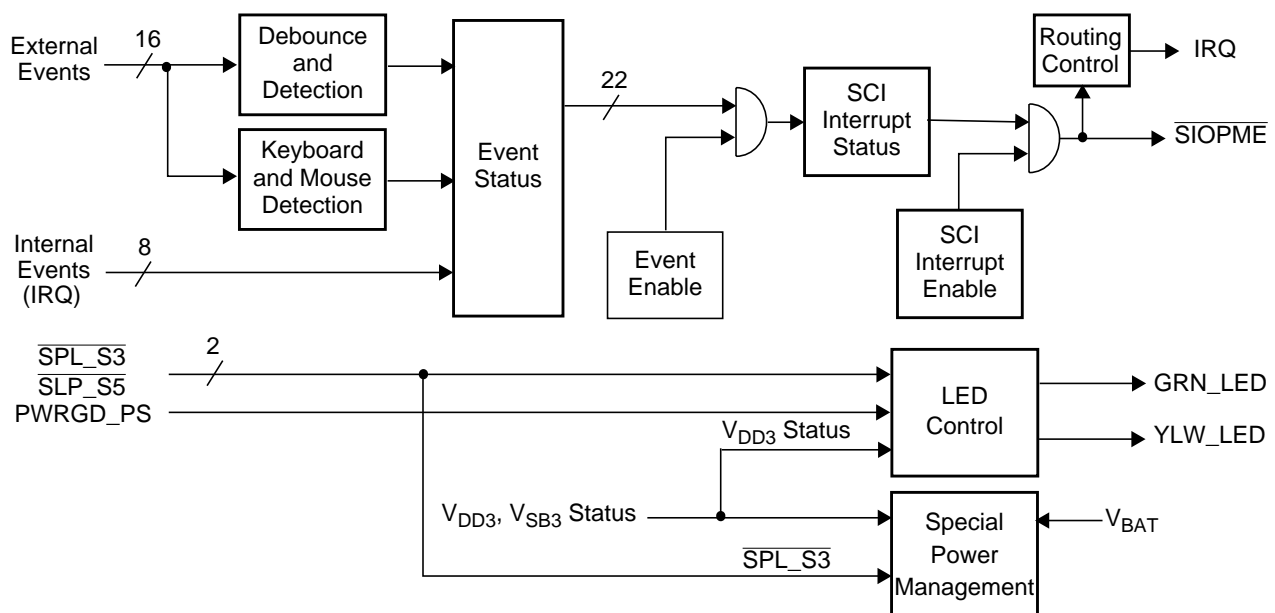 External
Events
16
Debounce
and
Detection
Keyboard
and Mouse
Detection
Internal
Events
(IRQ)
8
Event
Status
22
Event
Enable
SCI
Interrupt
Status
SCI
Interrupt
Enable
Routing
Control
IRQ
SIOPME
SPL_S3
SLP_S5
PWRGD_PS
2
LED
Control
GRN_LED
YLW_LED
VDD3 Status
VDD3, VSB3 Status
SPL_S3
Special
Power
Management
VBAT